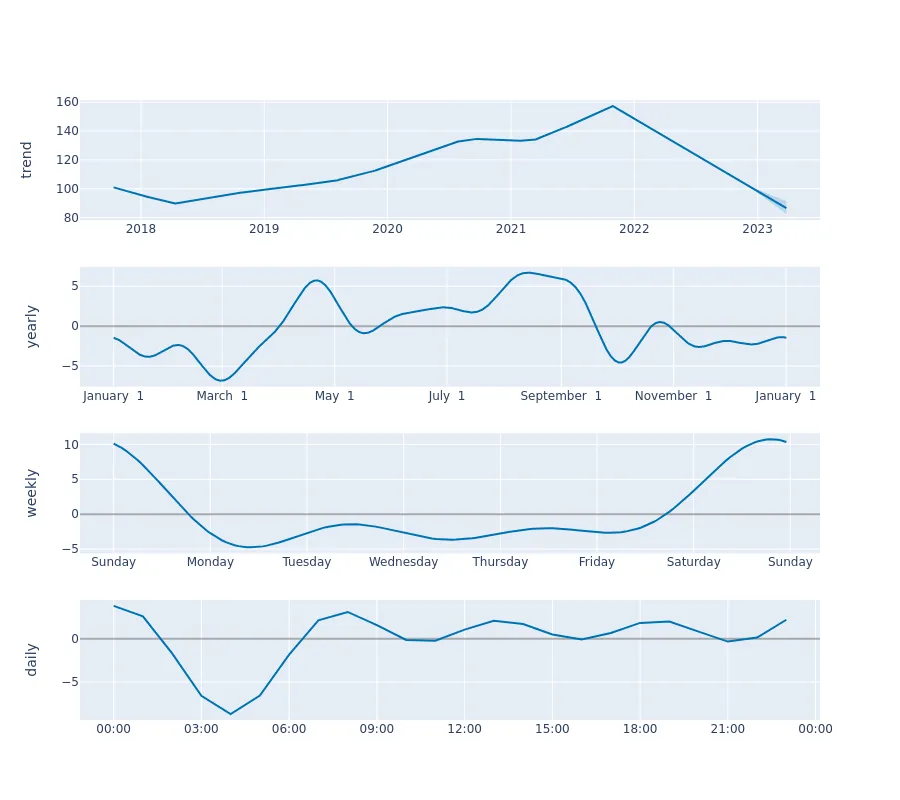 trend
160
140
120
100
80
2018 2019 2020 2021 2022 2023
yearly
5
0
−5
January 1 March 1 May 1 July 1 September 1 November 1 January 1
weekly
10
5
0
−5
Sunday Monday Tuesday Wednesday Thursday Friday Saturday Sunday
daily
0
−5
00:00 03:00 06:00 09:00 12:00 15:00 18:00 21:00 00:00